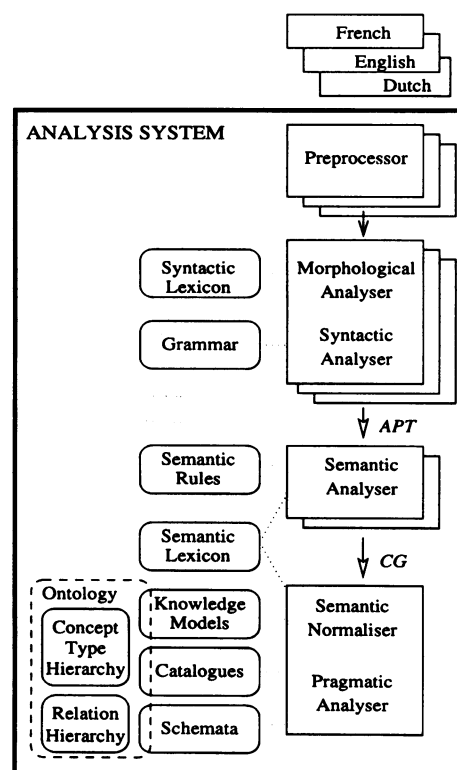 French
English
Dutch
ANALYSIS SYSTEM
Preprocessor
Syntactic
Lexicon
Morphological
Analyser
Grammar
Syntactic
Analyser
APT
Semantic
Rules
Semantic
Analyser
Semantic
Lexicon
CG
Ontology
Concept
Type
Hierarchy
Knowledge
Models
Semantic
Normaliser
Catalogues
Pragmatic
Analyser
Relation
Hierarchy
Schemata